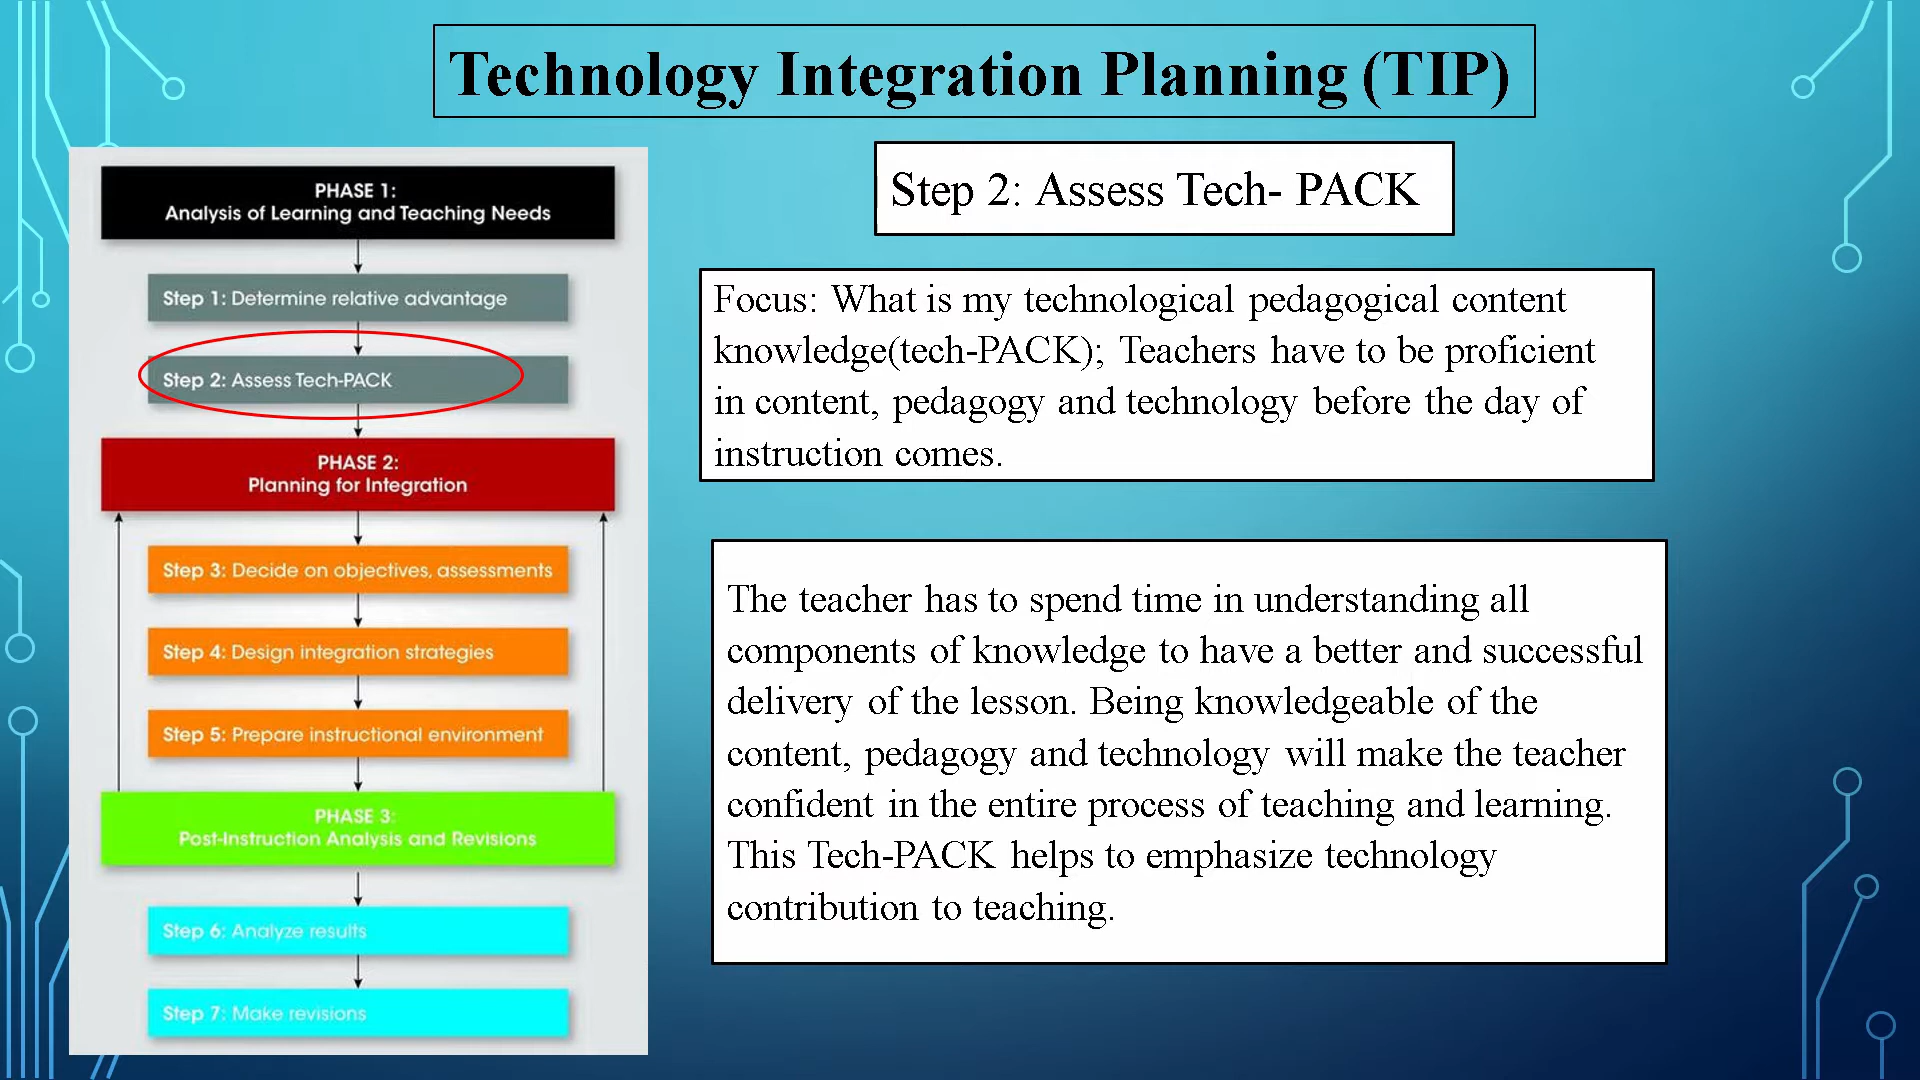 Technology Integration Planning (TIP)
PHASE 1:
Analysis of Learning and Teaching Needs
Step 1: Determine relative advantage
Step 2: Assess Tech-PACK
PHASE 2:
Planning for Integration
Step 3: Decide on objectives, assessments
Step 4: Design integration strategies
Step 5: Prepare instructional environment
PHASE 3:
Post-Instruction Analysis and Revisions
Step 6: Analyze results
Step 7: Make revisions
Step 2: Assess Tech- PACK
Focus: What is my technological pedagogical content
knowledge(tech-PACK); Teachers have to be proficient
in content, pedagogy and technology before the day of
instruction comes.
The teacher has to spend time in understanding all
components of knowledge to have a better and successful
delivery of the lesson. Being knowledgeable of the
content, pedagogy and technology will make the teacher
confident in the entire process of teaching and learning.
This Tech-PACK helps to emphasize technology
contribution to teaching.